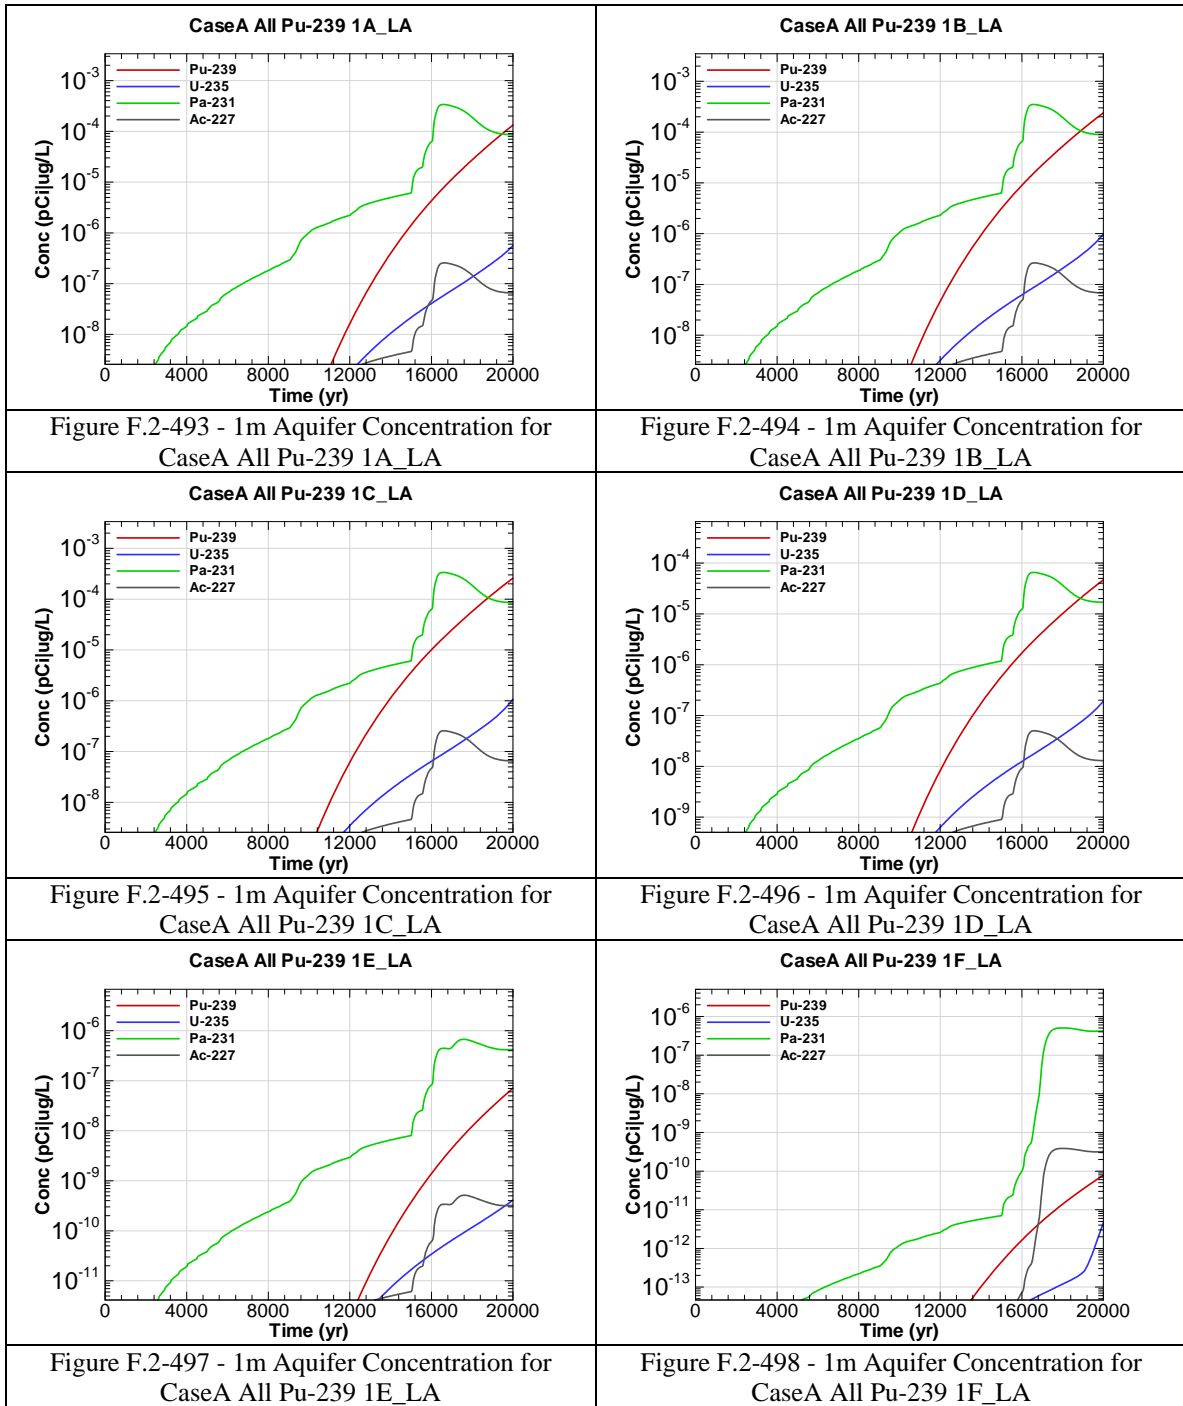 CaseA All Pu-239 1A_LA
Pu-239
U-235
Pa-231
Ac-227
Conc (pCi|ug/L)
10-3
10-4
10-5
10-6
10-7
10-8
0 4000 8000 12000 16000 20000
Time (yr)
Figure F.2-493 - 1m Aquifer Concentration for
CaseA All Pu-239 1A_LA
CaseA All Pu-239 1B_LA
Pu-239
U-235
Pa-231
Ac-227
Conc (pCi|ug/L)
10-3
10-4
10-5
10-6
10-7
10-8
0 4000 8000 12000 16000 20000
Time (yr)
Figure F.2-494 - 1m Aquifer Concentration for
CaseA All Pu-239 1B_LA
CaseA All Pu-239 1C_LA
Pu-239
U-235
Pa-231
Ac-227
Conc (pCi|ug/L)
10-3
10-4
10-5
10-6
10-7
10-8
0 4000 8000 12000 16000 20000
Time (yr)
Figure F.2-495 - 1m Aquifer Concentration for
CaseA All Pu-239 1C_LA
CaseA All Pu-239 1D_LA
Pu-239
U-235
Pa-231
Ac-227
Conc (pCi|ug/L)
10-4
10-5
10-6
10-7
10-8
10-9
0 4000 8000 12000 16000 20000
Time (yr)
Figure F.2-496 - 1m Aquifer Concentration for
CaseA All Pu-239 1D_LA
CaseA All Pu-239 1E_LA
Pu-239
U-235
Pa-231
Ac-227
Conc (pCi|ug/L)
10-6
10-7
10-8
10-9
10-10
10-11
0 4000 8000 12000 16000 20000
Time (yr)
Figure F.2-497 - 1m Aquifer Concentration for
CaseA All Pu-239 1E_LA
CaseA All Pu-239 1F_LA
Pu-239
U-235
Pa-231
Ac-227
Conc (pCi|ug/L)
10-6
10-7
10-8
10-9
10-10
10-11
10-12
10-13
0 4000 8000 12000 16000 20000
Time (yr)
Figure F.2-498 - 1m Aquifer Concentration for
CaseA All Pu-239 1F_LA